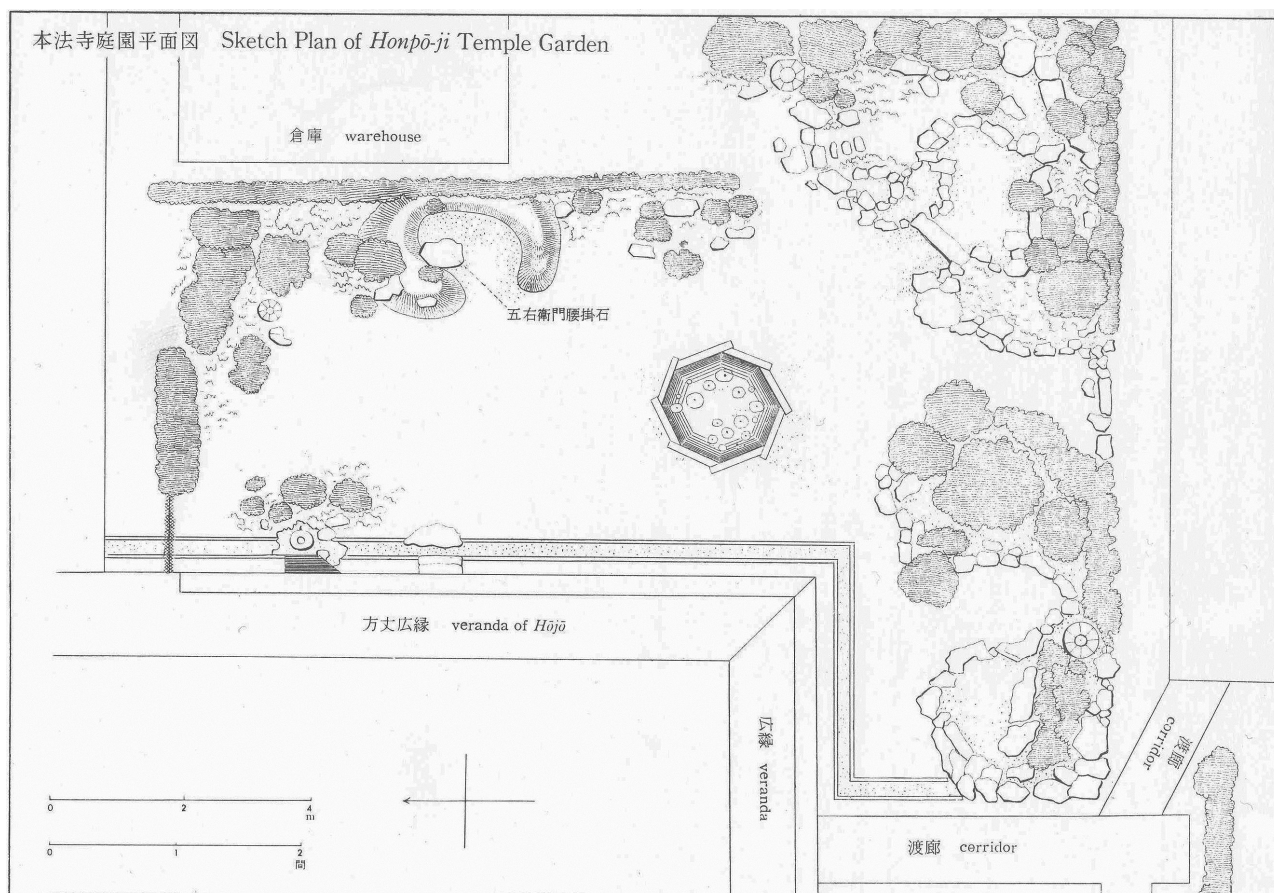 本法寺庭園平面図 Sketch Plan of Honpō-ji Temple Garden
倉庫 warehouse
五右衛門腰掛石
方丈広縁 veranda of Hōjō
広縁 veranda
渡廊
corridor
0 2 4
m
0 1 2
間
渡廊 cerridor